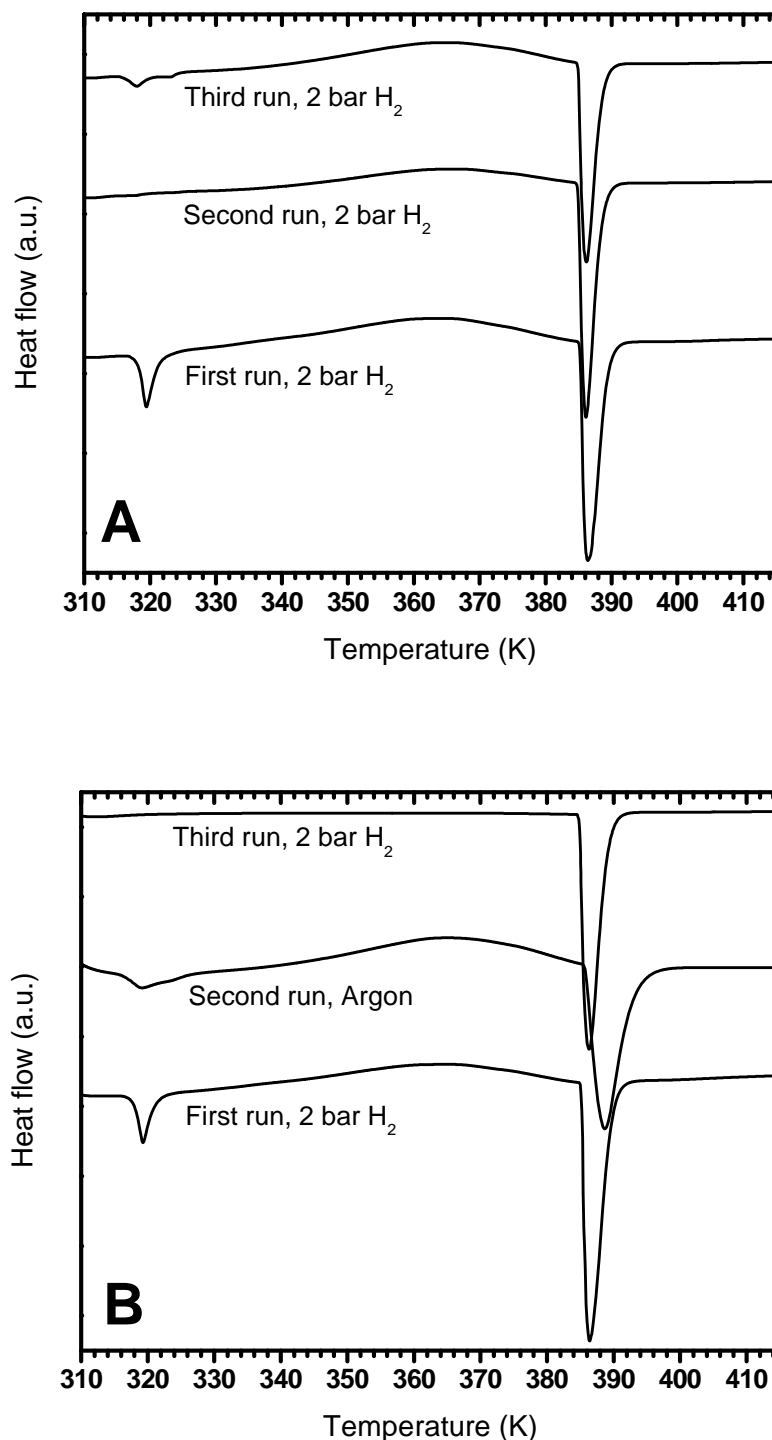 Third run, 2 bar H2
Second run, 2 bar H2
First run, 2 bar H2
Heat flow (a.u.)
A
310 320 330 340 350 360 370 380 390 400 410
Temperature (K)
Third run, 2 bar H2
Second run, Argon
First run, 2 bar H2
Heat flow (a.u.)
B
310 320 330 340 350 360 370 380 390 400 410
Temperature (K)